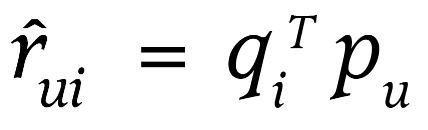 r̂ᵤᵢ = qᵢᵀ pᵤ